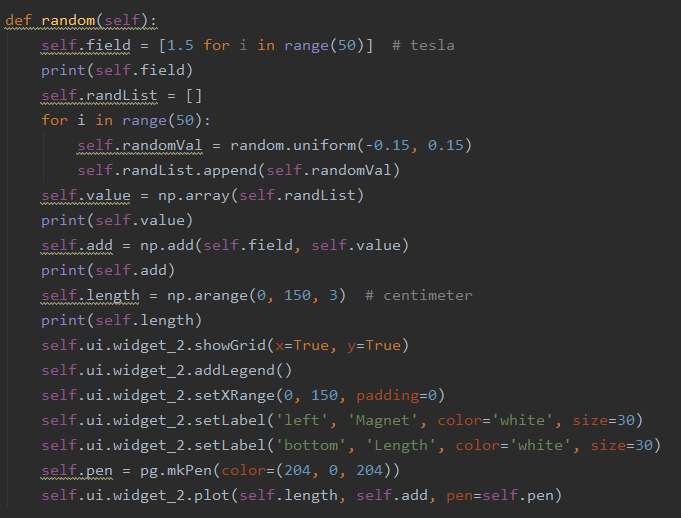 def random(self):
    self.field = [1.5 for i in range(50)]  # tesla
    print(self.field)
    self.randList = []
    for i in range(50):
        self.randomVal = random.uniform(-0.15, 0.15)
        self.randList.append(self.randomVal)
    self.value = np.array(self.randList)
    print(self.value)
    self.add = np.add(self.field, self.value)
    print(self.add)
    self.length = np.arange(0, 150, 3)  # centimeter
    print(self.length)
    self.ui.widget_2.showGrid(x=True, y=True)
    self.ui.widget_2.addLegend()
    self.ui.widget_2.setXRange(0, 150, padding=0)
    self.ui.widget_2.setLabel('left', 'Magnet', color='white', size=30)
    self.ui.widget_2.setLabel('bottom', 'Length', color='white', size=30)
    self.pen = pg.mkPen(color=(204, 0, 204))
    self.ui.widget_2.plot(self.length, self.add, pen=self.pen)